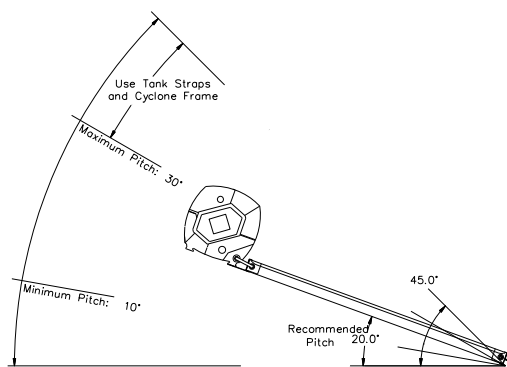 Use Tank Straps
and Cyclone Frame
Maximum Pitch: 30°
Minimum Pitch: 10°
45.0°
Recommended
Pitch 20.0°